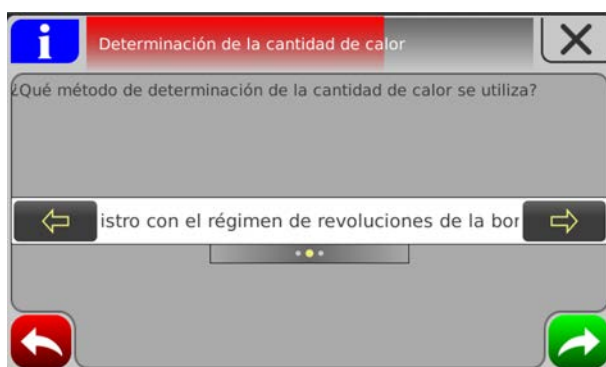 i
Determinación de la cantidad de calor
¿Qué método de determinación de la cantidad de calor se utiliza?
istro con el régimen de revoluciones de la bor